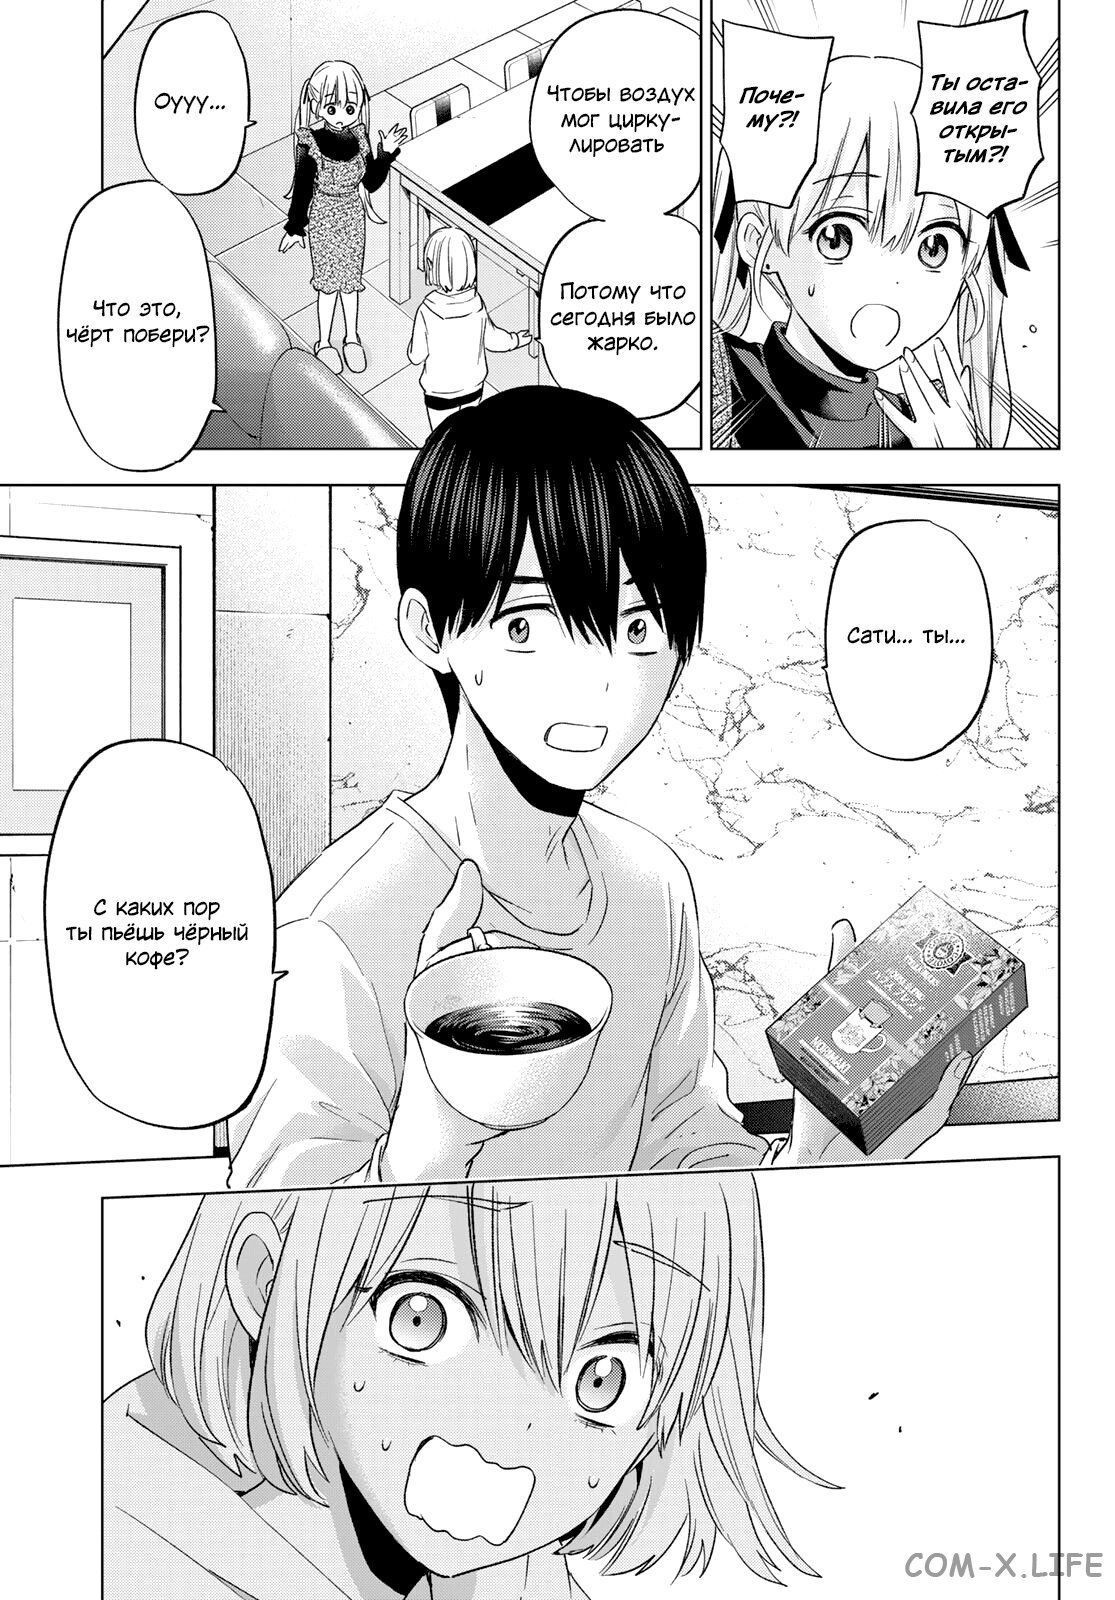 Поче-
му?!
Ты оста-
вила его
откры-
тым?!
Чтобы воздух
мог цирку-
лировать
Потому что
сегодня было
жарко.
Оууу...
Что это,
чёрт побери?
Сати... ты...
С каких пор
ты пьёшь чёрный
кофе?
COM-X.LIFE